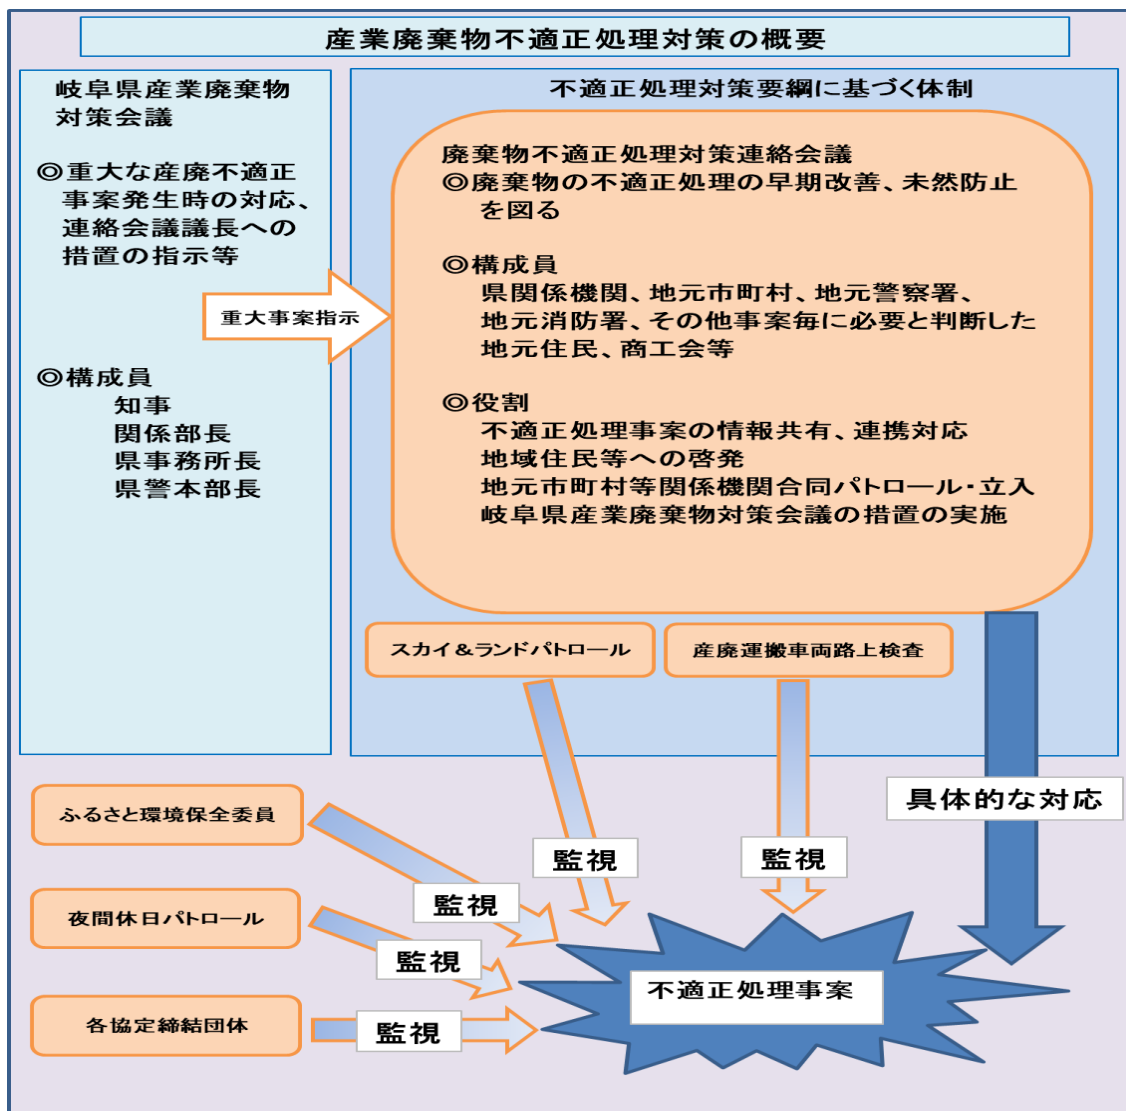 産業廃棄物不適正処理対策の概要
岐阜県産業廃棄物
対策会議
◎重大な産廃不適正
事案発生時の対応、
連絡会議議長への
措置の指示等
◎構成員
知事
関係部長
県事務所長
県警本部長
重大事案指示
不適正処理対策要綱に基づく体制
廃棄物不適正処理対策連絡会議
◎廃棄物の不適正処理の早期改善、未然防止
を図る
◎構成員
県関係機関、地元市町村、地元警察署、
地元消防署、その他事案毎に必要と判断した
地元住民、商工会等
◎役割
不適正処理事案の情報共有、連携対応
地域住民等への啓発
地元市町村等関係機関合同パトロール・立入
岐阜県産業廃棄物対策会議の措置の実施
スカイ&ランドパトロール
産廃運搬車両路上検査
具体的な対応
ふるさと環境保全委員
監視
監視
監視
夜間休日パトロール
監視
不適正処理事案
各協定締結団体
監視